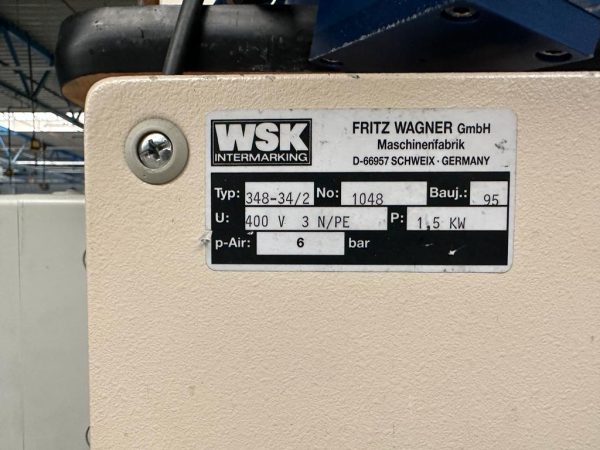 WSK
INTERMARKING
FRITZ WAGNER GmbH
Maschinenfabrik
D-66957 SCHWEIX · GERMANY
Typ: 348-34/2 No: 1048 Bauj.: 95
U: 400 V 3 N/PE P: 1,5 KW
p-Air: 6 bar